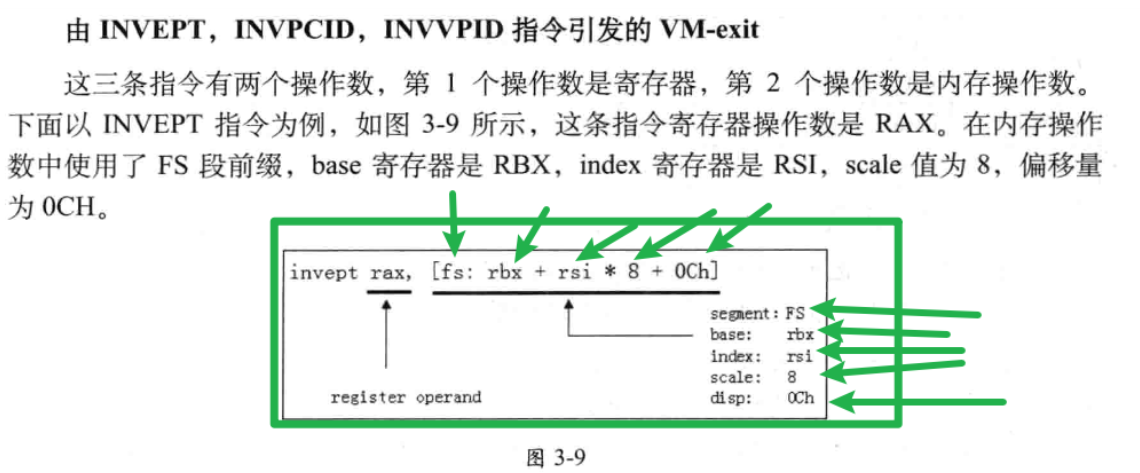 由 INVEPT，INVPCID，INVVPID 指令引发的 VM-exit
这三条指令有两个操作数，第 1 个操作数是寄存器，第 2 个操作数是内存操作数。
下面以 INVEPT 指令为例，如图 3-9 所示，这条指令寄存器操作数是 RAX。在内存操作
数中使用了 FS 段前缀，base 寄存器是 RBX，index 寄存器是 RSI，scale 值为 8，偏移量
为 0CH。
invept rax, [fs: rbx + rsi * 8 + 0Ch]
segment: FS
base: rbx
index: rsi
scale: 8
disp: 0Ch
register operand
图 3-9